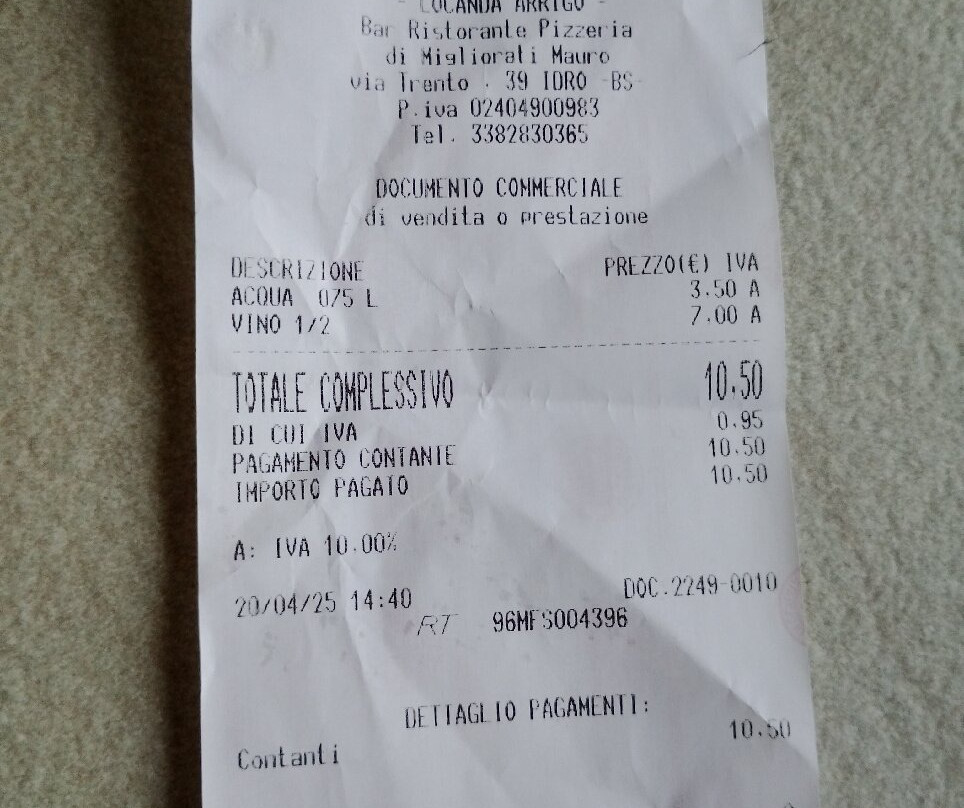 - LOCANDA ARRIGO -
Bar Ristorante Pizzeria
di Migliorati Mauro
via Trento . 39 IDRO -BS-
P.iva 02404900983
Tel. 3382830365
DOCUMENTO COMMERCIALE
di vendita o prestazione
DESCRIZIONE PREZZO(€) IVA
ACQUA 075 L 3.50 A
VINO 1/2 7.00 A
TOTALE COMPLESSIVO 10.50
DI CUI IVA 0.95
PAGAMENTO CONTANTE 10.50
IMPORTO PAGATO 10.50
A: IVA 10.00%
20/04/25 14:40 DOC.2249-0010
RT 96MFS004396
DETTAGLIO PAGAMENTI:
Contanti 10.50